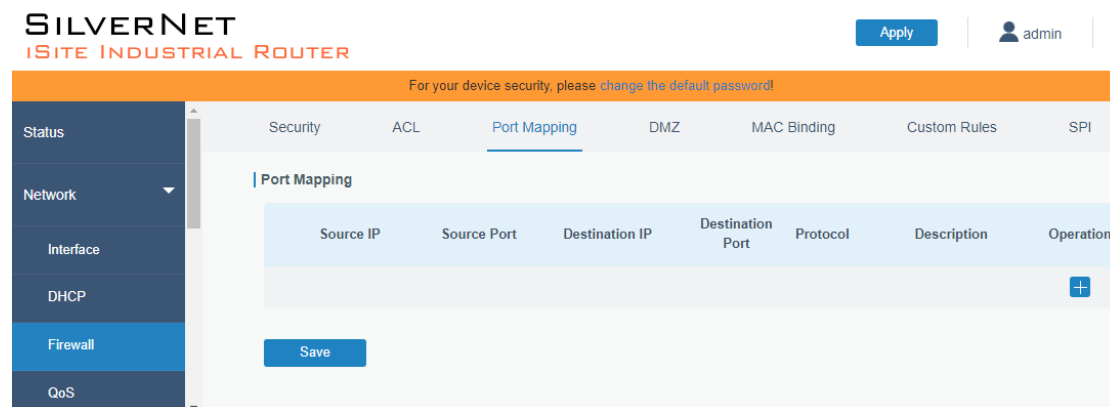 SILVERNET
ISITE INDUSTRIAL ROUTER
Apply
admin
For your device security, please change the default password!
Status
Network
Interface
DHCP
Firewall
QoS
Security ACL Port Mapping DMZ MAC Binding Custom Rules SPI
Port Mapping
Source IP Source Port Destination IP Destination Port Protocol Description Operation
Save